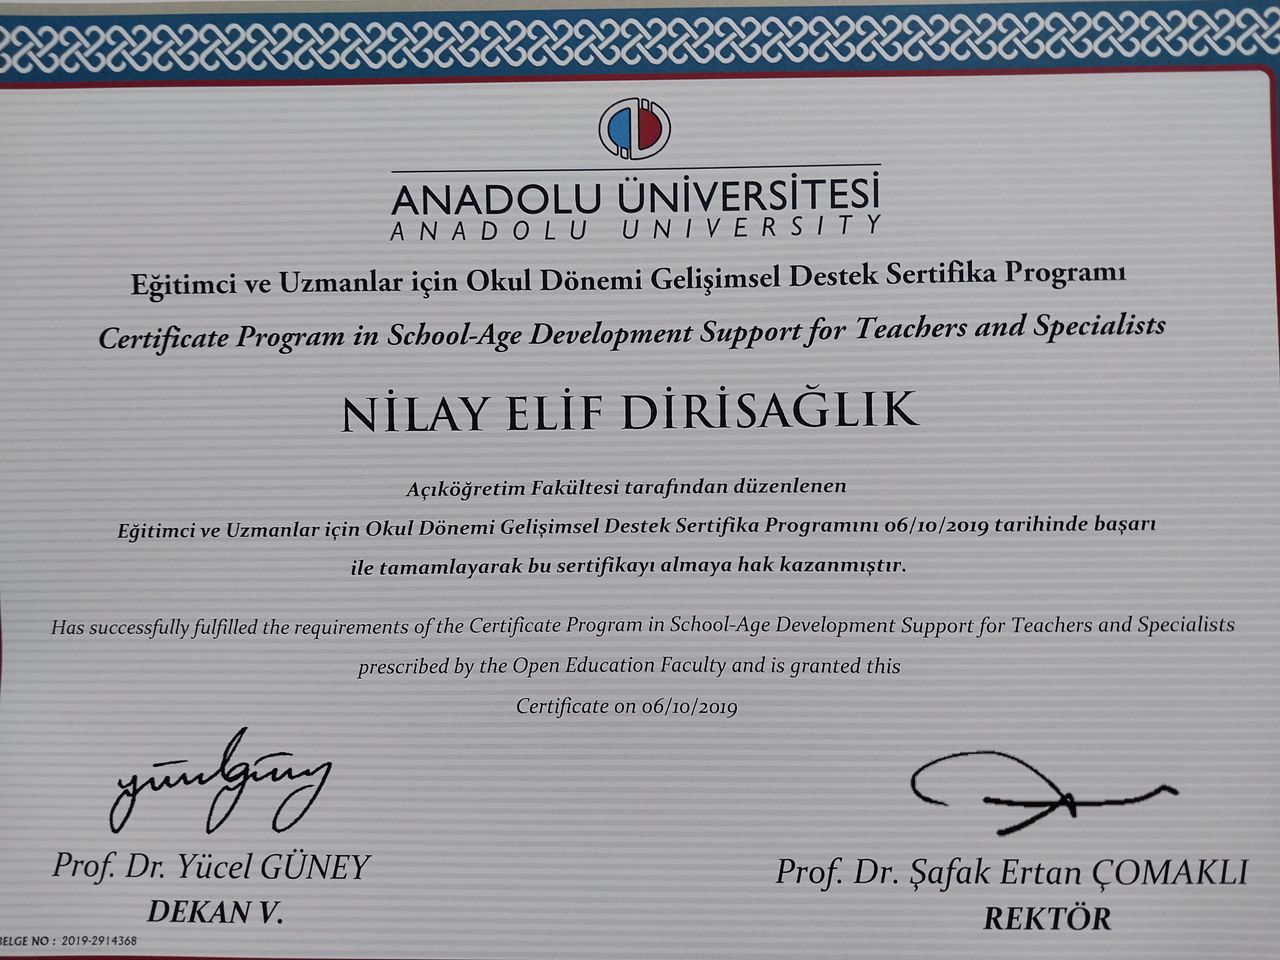 ANADOLU ÜNİVERSİTESİ
ANADOLU UNIVERSITY
Eğitimci ve Uzmanlar için Okul Dönemi Gelişimsel Destek Sertifika Programı
Certificate Program in School-Age Development Support for Teachers and Specialists
NİLAY ELİF DİRİSAĞLIK
Açıköğretim Fakültesi tarafından düzenlenen
Eğitimci ve Uzmanlar için Okul Dönemi Gelişimsel Destek Sertifika Programını 06/10/2019 tarihinde başarı
ile tamamlayarak bu sertifikayı almaya hak kazanmıştır.
Has successfully fulfilled the requirements of the Certificate Program in School-Age Development Support for Teachers and Specialists
prescribed by the Open Education Faculty and is granted this
Certificate on 06/10/2019
Prof. Dr. Yücel GÜNEY
DEKAN V.
Prof. Dr. Şafak Ertan ÇOMAKLI
REKTÖR
BELGE NO : 2019-2914368